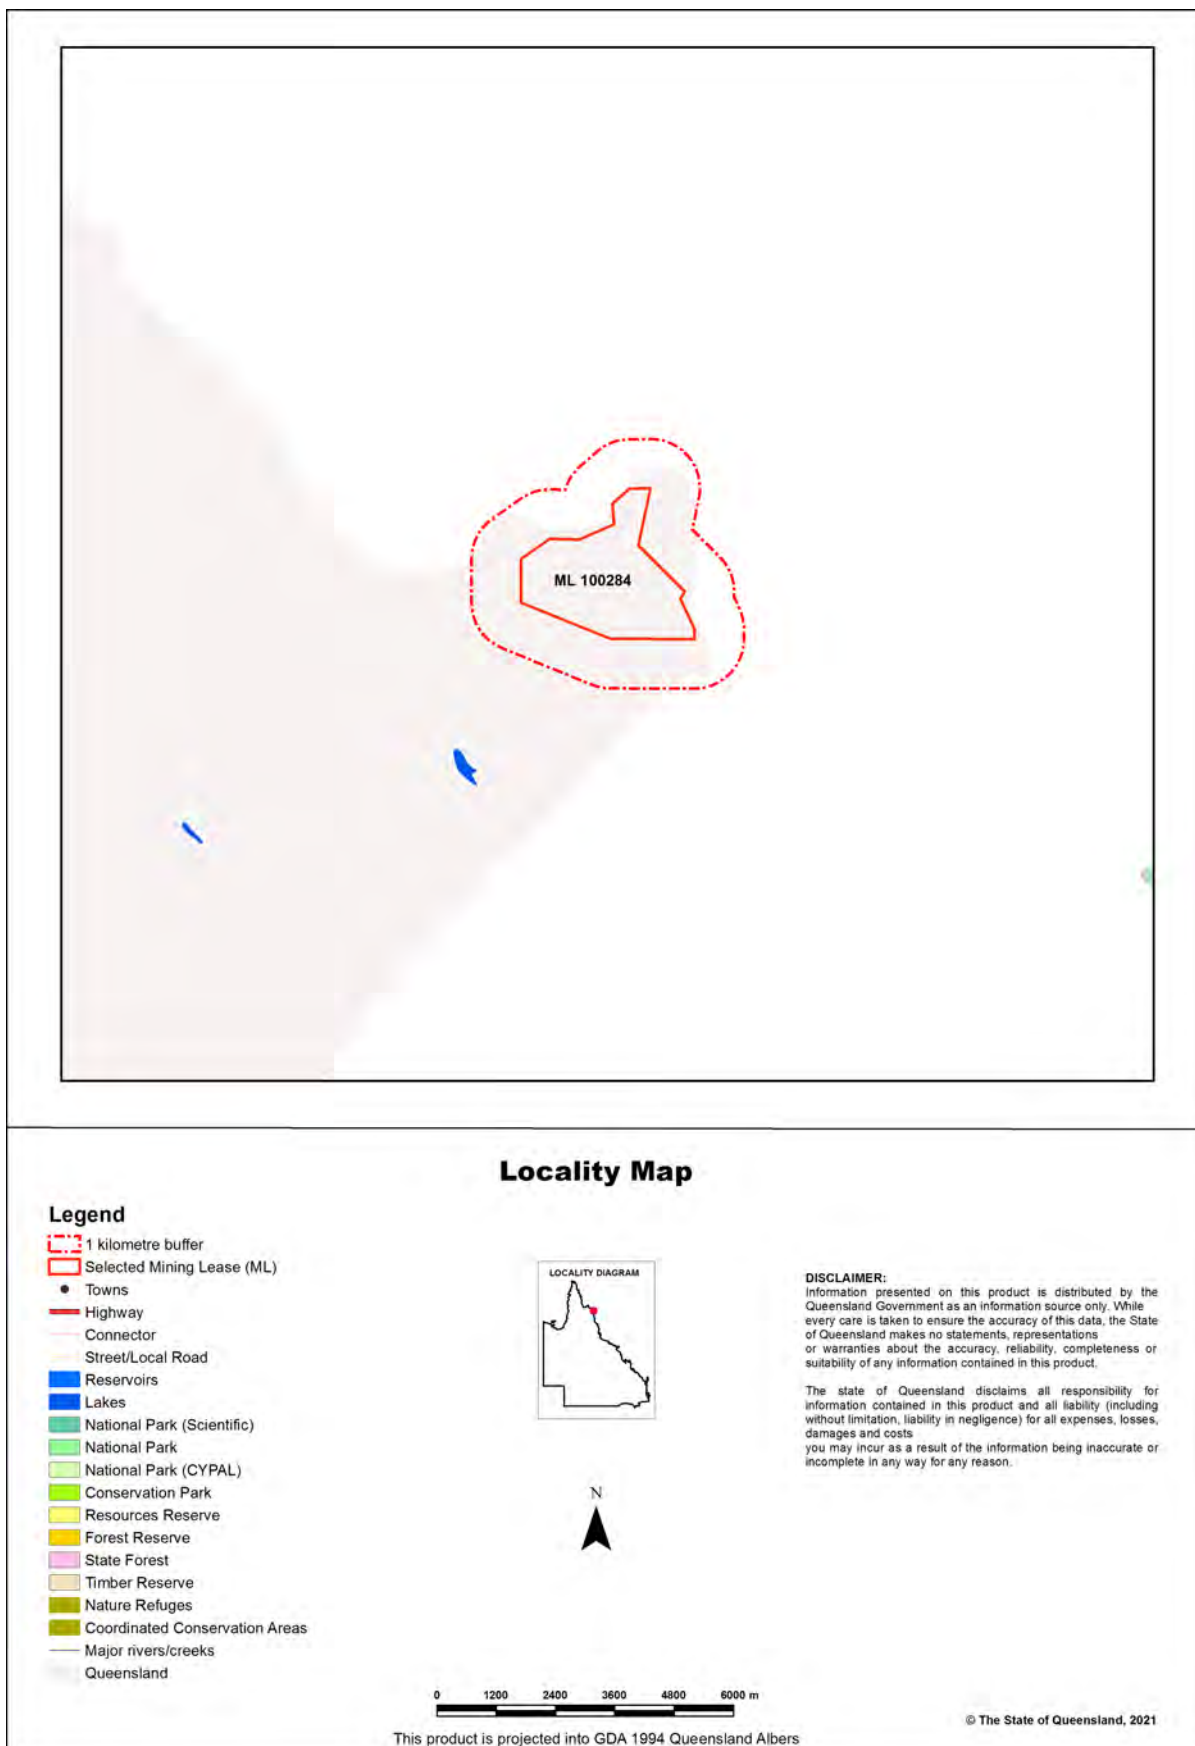 ML 100284
Locality Map
Legend
1 kilometre buffer
Selected Mining Lease (ML)
Towns
Highway
Connector
Street/Local Road
Reservoirs
Lakes
National Park (Scientific)
National Park
National Park (CYPAL)
Conservation Park
Resources Reserve
Forest Reserve
State Forest
Timber Reserve
Nature Refuges
Coordinated Conservation Areas
Major rivers/creeks
Queensland
LOCALITY DIAGRAM
N
0 1200 2400 3600 4800 6000 m
This product is projected into GDA 1994 Queensland Albers
DISCLAIMER:
Information presented on this product is distributed by the
Queensland Government as an information source only. While
every care is taken to ensure the accuracy of this data, the State
of Queensland makes no statements, representations
or warranties about the accuracy, reliability, completeness or
suitability of any information contained in this product.
The state of Queensland disclaims all responsibility for
information contained in this product and all liability (including
without limitation, liability in negligence) for all expenses, losses,
damages and costs
you may incur as a result of the information being inaccurate or
incomplete in any way for any reason.
© The State of Queensland, 2021